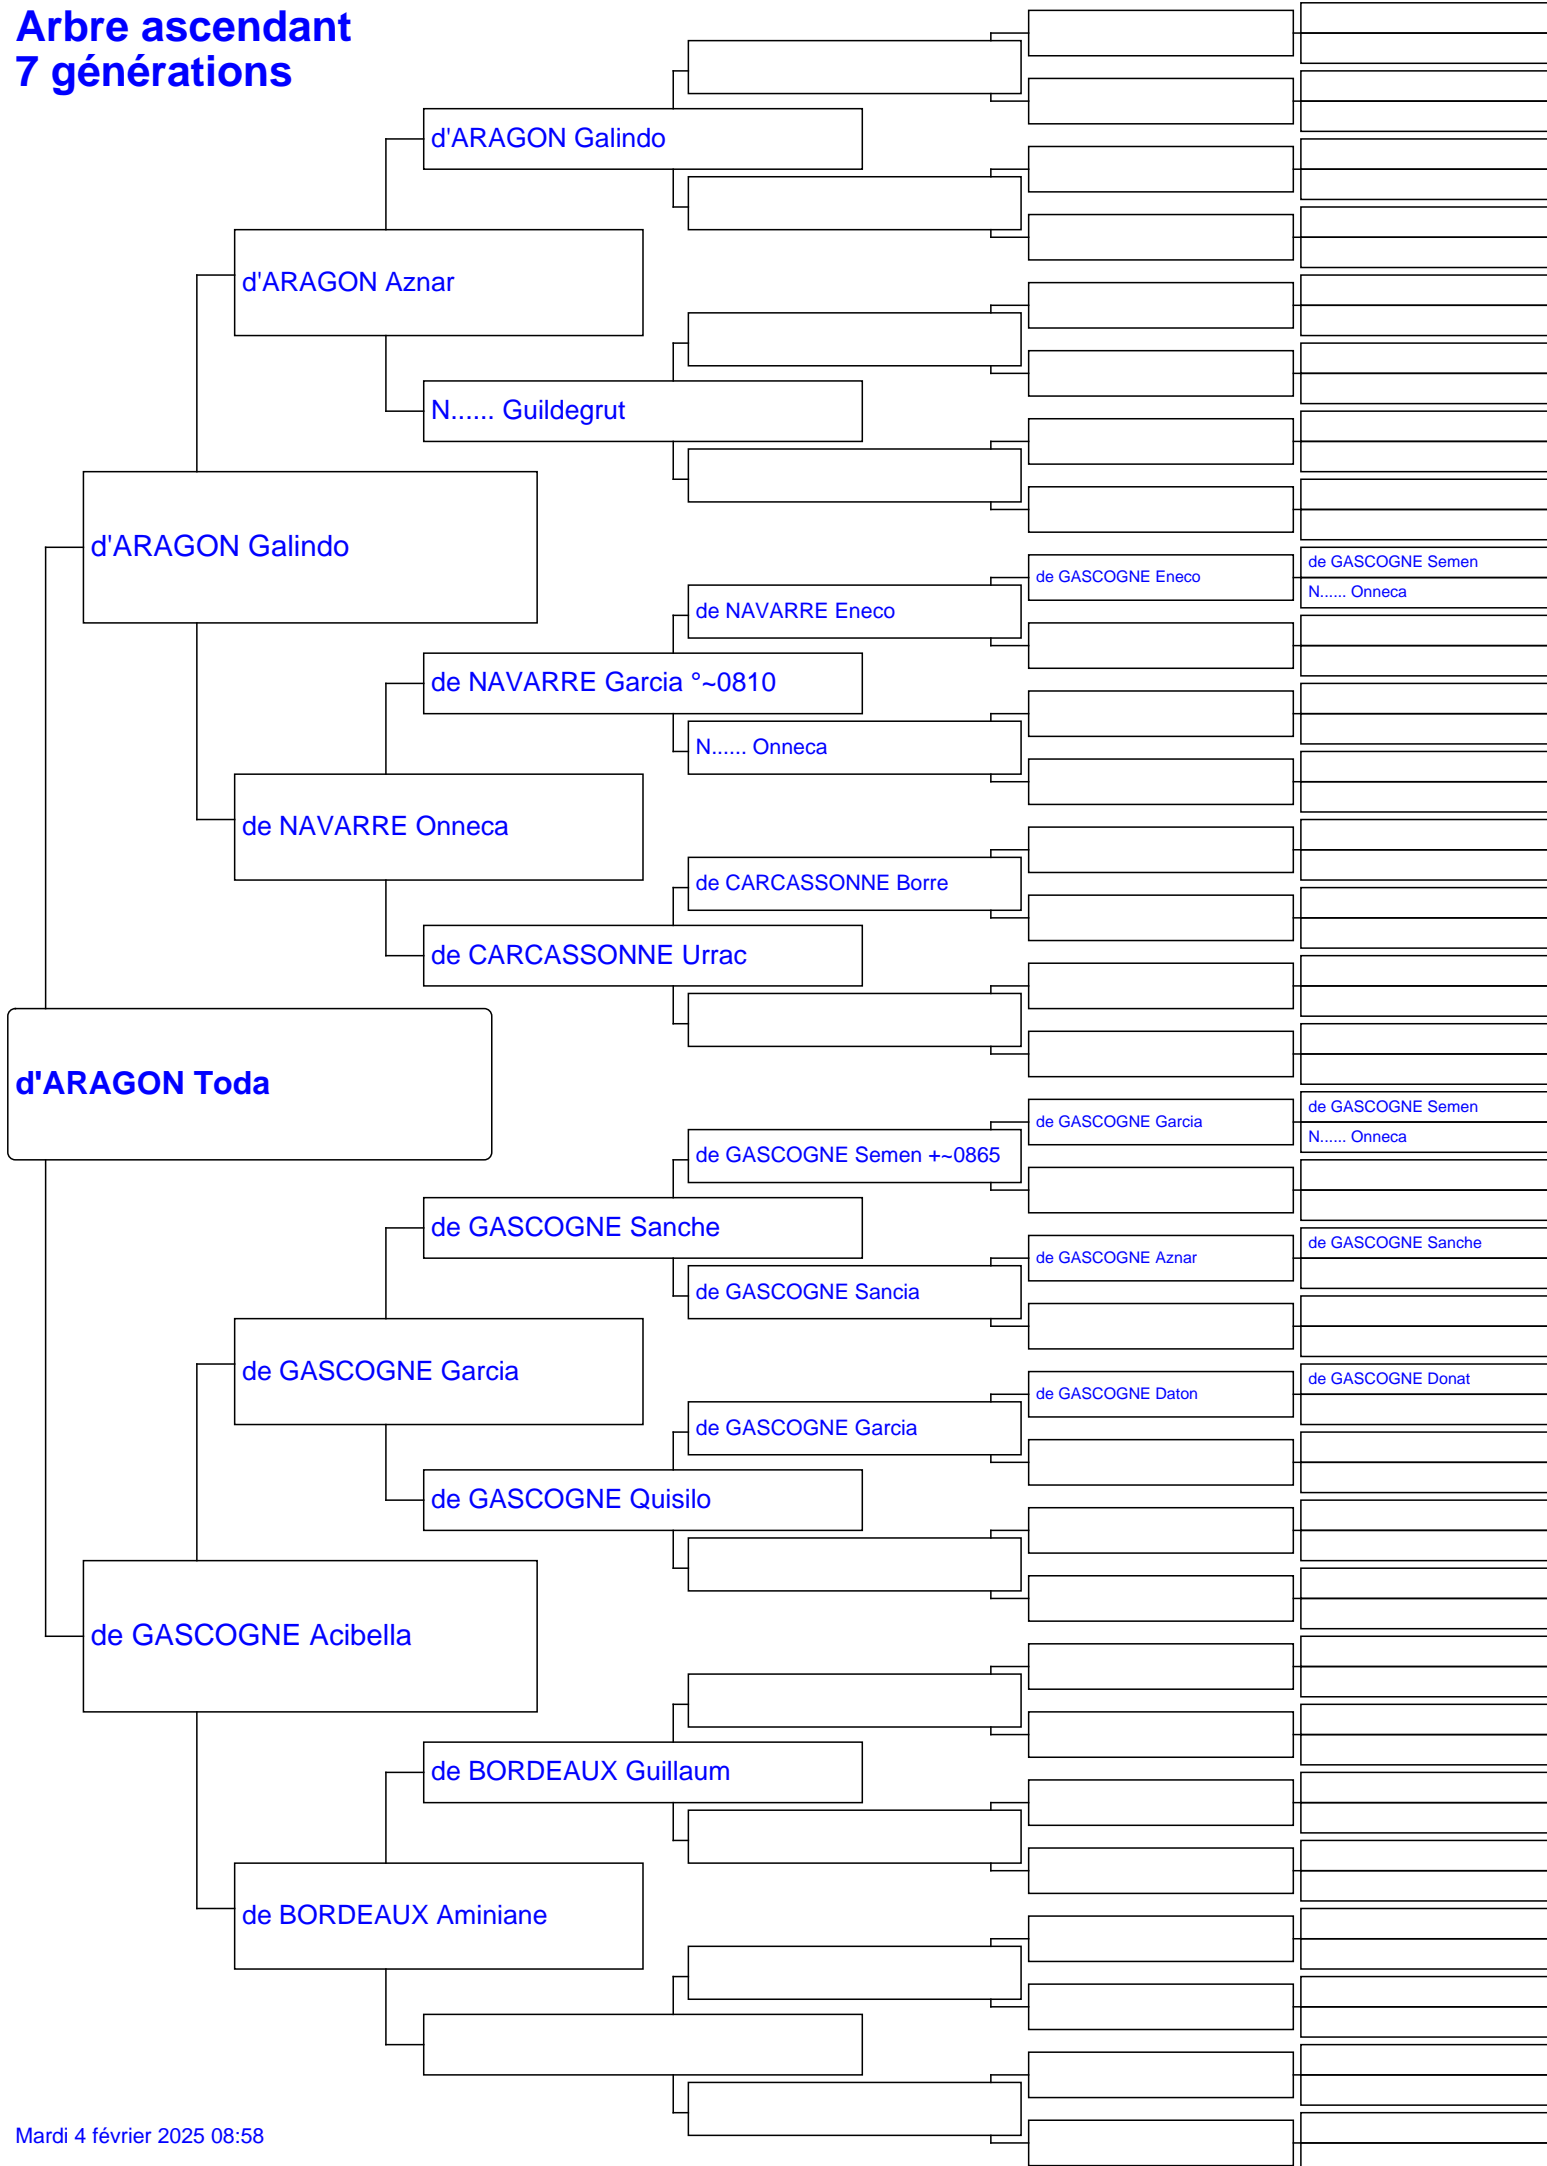 Arbre ascendant
7 générations
d'ARAGON Galindo
d'ARAGON Aznar
N...... Guildegrut
d'ARAGON Galindo
de GASCOGNE Eneco
de GASCOGNE Semen
N...... Onneca
de NAVARRE Eneco
de NAVARRE Garcia °~0810
N...... Onneca
de NAVARRE Onneca
de CARCASSONNE Borre
de CARCASSONNE Urrac
d'ARAGON Toda
de GASCOGNE Garcia
de GASCOGNE Semen
N...... Onneca
de GASCOGNE Semen +~0865
de GASCOGNE Sanche
de GASCOGNE Aznar
de GASCOGNE Sanche
de GASCOGNE Sancia
de GASCOGNE Garcia
de GASCOGNE Daton
de GASCOGNE Donat
de GASCOGNE Garcia
de GASCOGNE Quisilo
de GASCOGNE Acibella
de BORDEAUX Guillaum
de BORDEAUX Aminiane
Mardi 4 février 2025 08:58